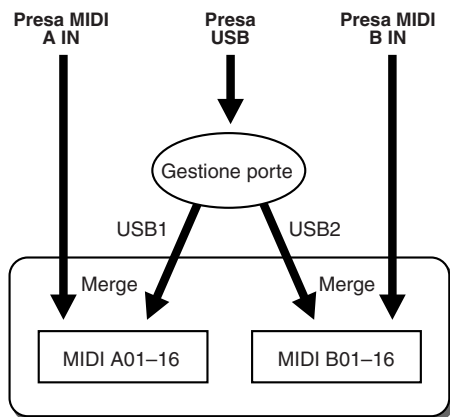 Presa MIDI
A IN
Presa
USB
Presa MIDI
B IN
Gestione porte
USB1
USB2
Merge
Merge
MIDI A01–16
MIDI B01–16